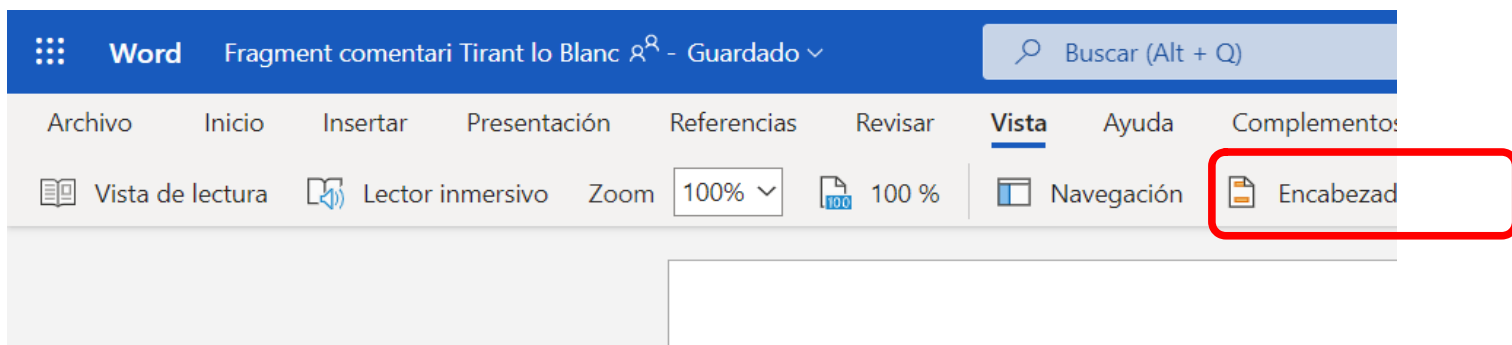 Word Fragment comentari Tirant lo Blanc - Guardado Buscar (Alt + Q)
Archivo Inicio Insertar Presentación Referencias Revisar Vista Ayuda Complementos
Vista de lectura Lector inmersivo Zoom 100% 100 100 % Navegación Encabezad